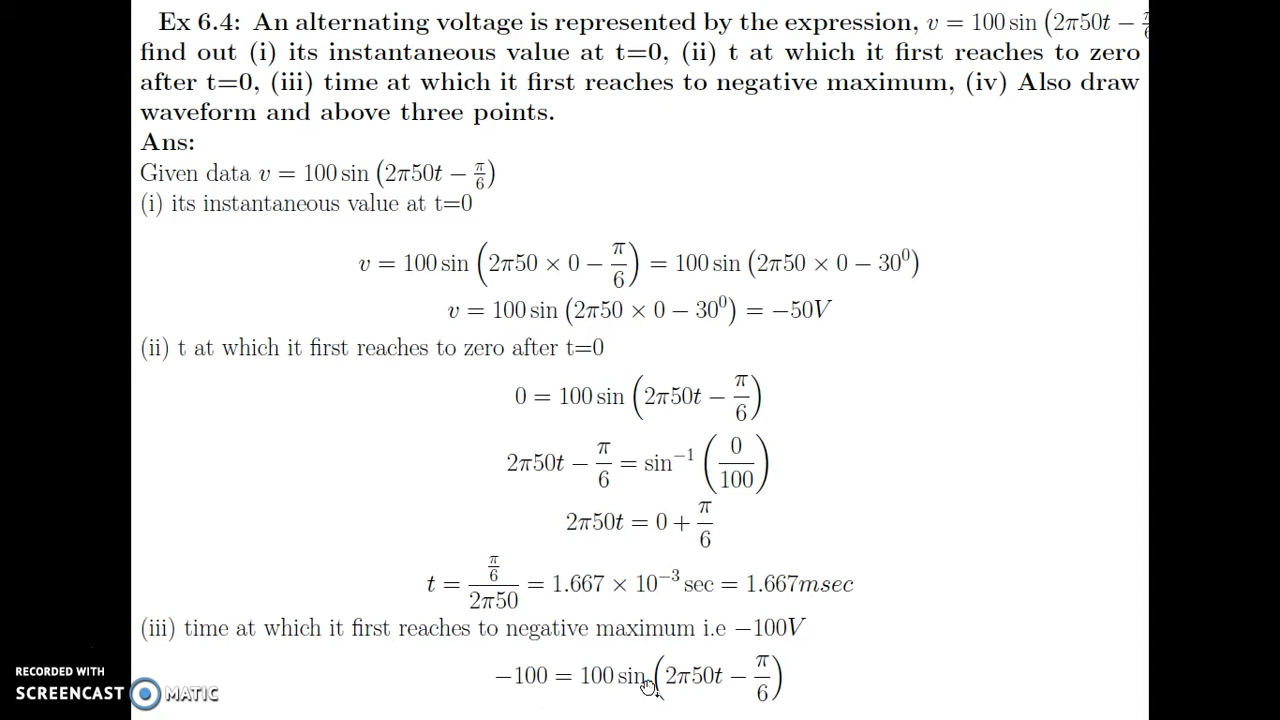 Ex 6.4: An alternating voltage is represented by the expression, v = 100 sin (2π50t − π/6
find out (i) its instantaneous value at t=0, (ii) t at which it first reaches to zero
after t=0, (iii) time at which it first reaches to negative maximum, (iv) Also draw
waveform and above three points.
Ans:
Given data v = 100 sin (2π50t − π/6)
(i) its instantaneous value at t=0
v = 100 sin (2π50 × 0 − π/6) = 100 sin (2π50 × 0 − 30⁰)
v = 100 sin (2π50 × 0 − 30⁰) = −50V
(ii) t at which it first reaches to zero after t=0
0 = 100 sin (2π50t − π/6)
2π50t − π/6 = sin⁻¹ (0/100)
2π50t = 0 + π/6
t = (π/6)/(2π50) = 1.667 × 10⁻³ sec = 1.667msec
(iii) time at which it first reaches to negative maximum i.e −100V
−100 = 100 sin (2π50t − π/6)
RECORDED WITH
SCREENCAST MATIC